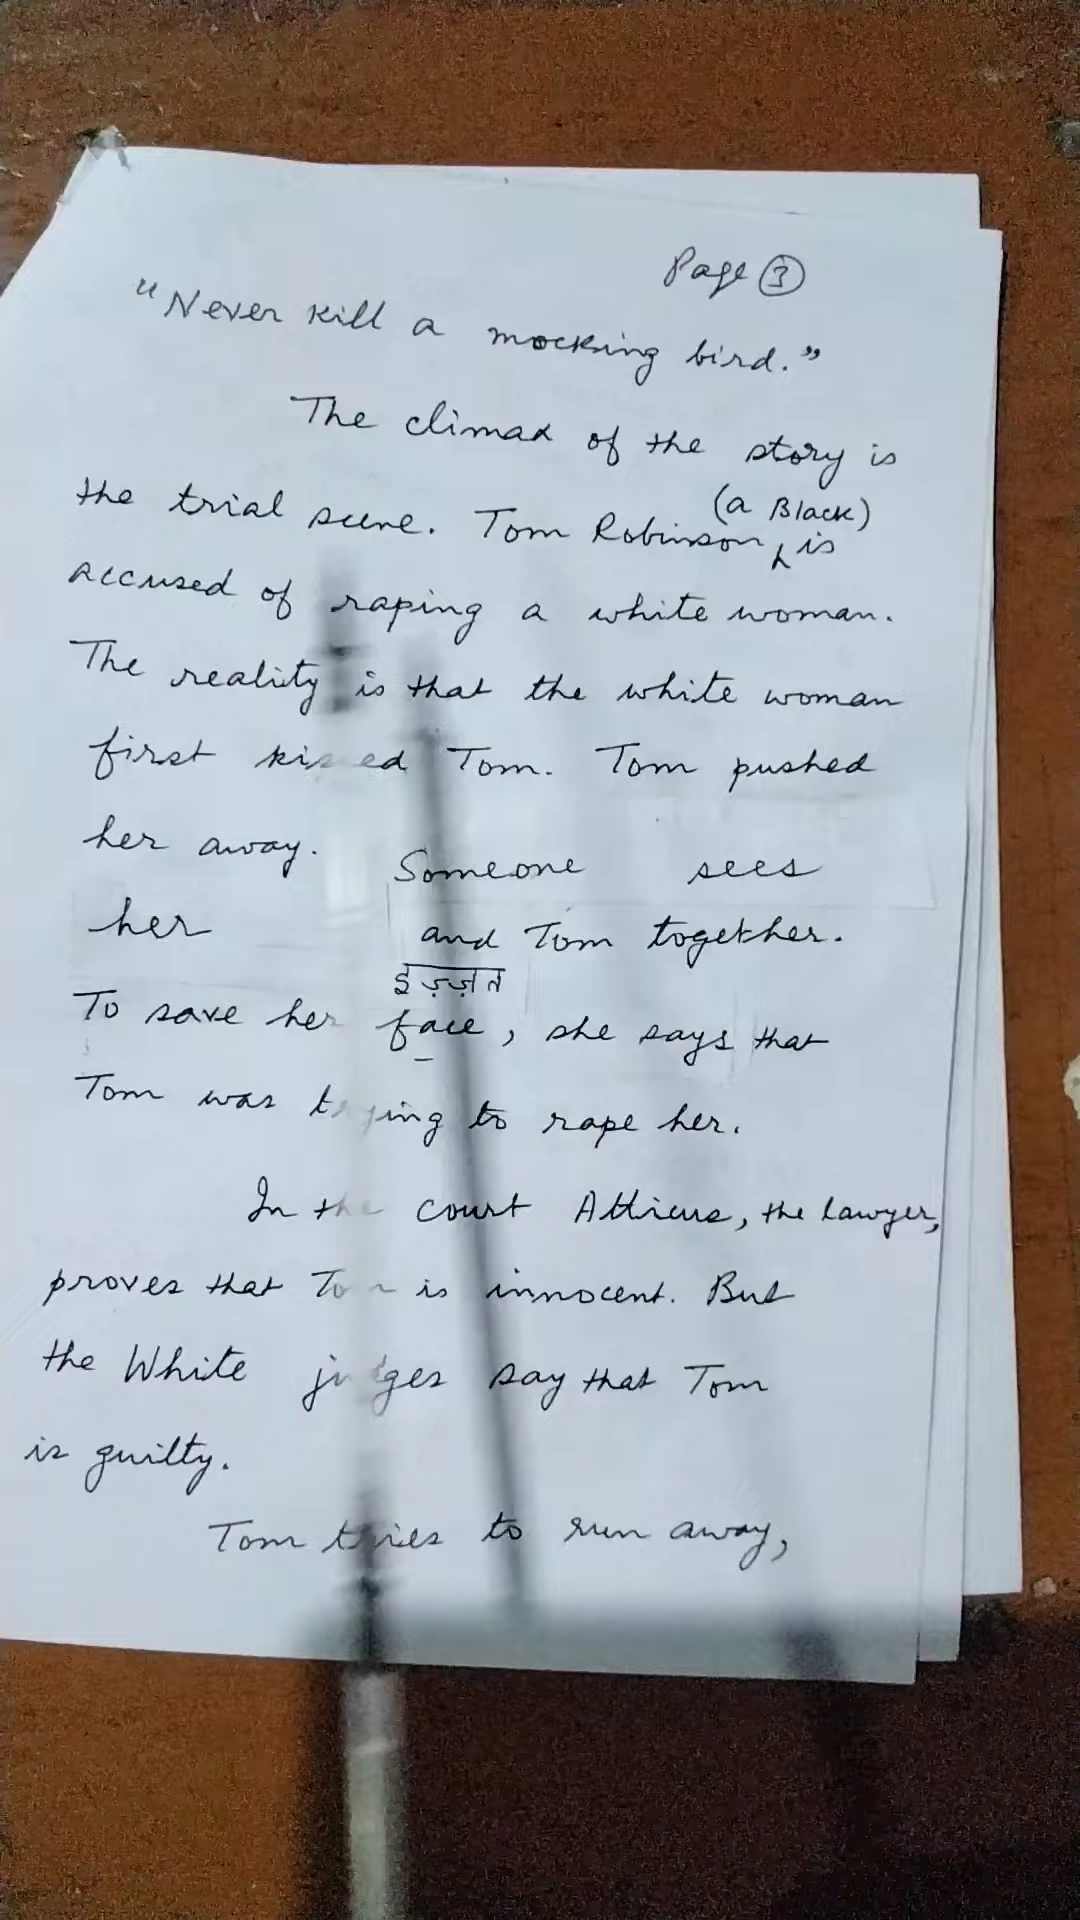 Page 3
"Never kill a mocking bird."
The climax of the story is
the trial scene. Tom Robinson (a Black) is
accused of raping a white woman.
The reality is that the white woman
first kissed Tom. Tom pushed
her away. Someone sees
her and Tom together.
इज़्ज़त
To save her face, she says that
Tom was trying to rape her.
In the court Atticus, the lawyer,
proves that Tom is innocent. But
the White judges say that Tom
is guilty.
Tom tries to run away,